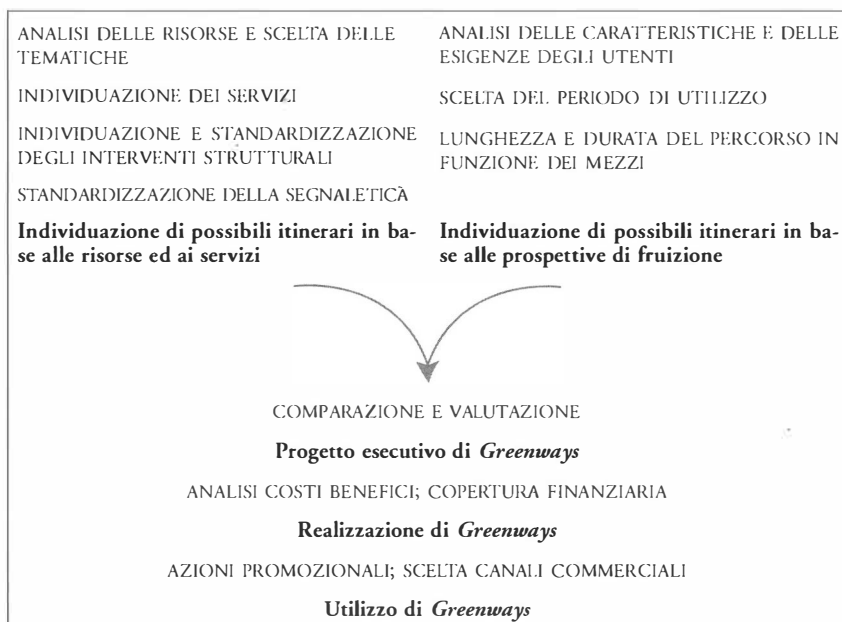 ANALISI DELLE RISORSE E SCELTA DELLE
TEMATICHE
INDIVIDUAZIONE DEI SERVIZI
INDIVIDUAZIONE E STANDARDIZZAZIONE
DEGLI INTERVENTI STRUTTURALI
STANDARDIZZAZIONE DELLA SEGNALETICA
Individuazione di possibili itinerari in ba-
se alle risorse ed ai servizi
ANALISI DELLE CARATTERISTICHE E DELLE
ESIGENZE DEGLI UTENTI
SCELTA DEL PERIODO DI UTILIZZO
LUNGHEZZA E DURATA DEL PERCORSO IN
FUNZIONE DEI MEZZI
Individuazione di possibili itinerari in ba-
se alle prospettive di fruizione
COMPARAZIONE E VALUTAZIONE
Progetto esecutivo di Greenways
ANALISI COSTI BENEFICI; COPERTURA FINANZIARIA
Realizzazione di Greenways
AZIONI PROMOZIONALI; SCELTA CANALI COMMERCIALI
Utilizzo di Greenways